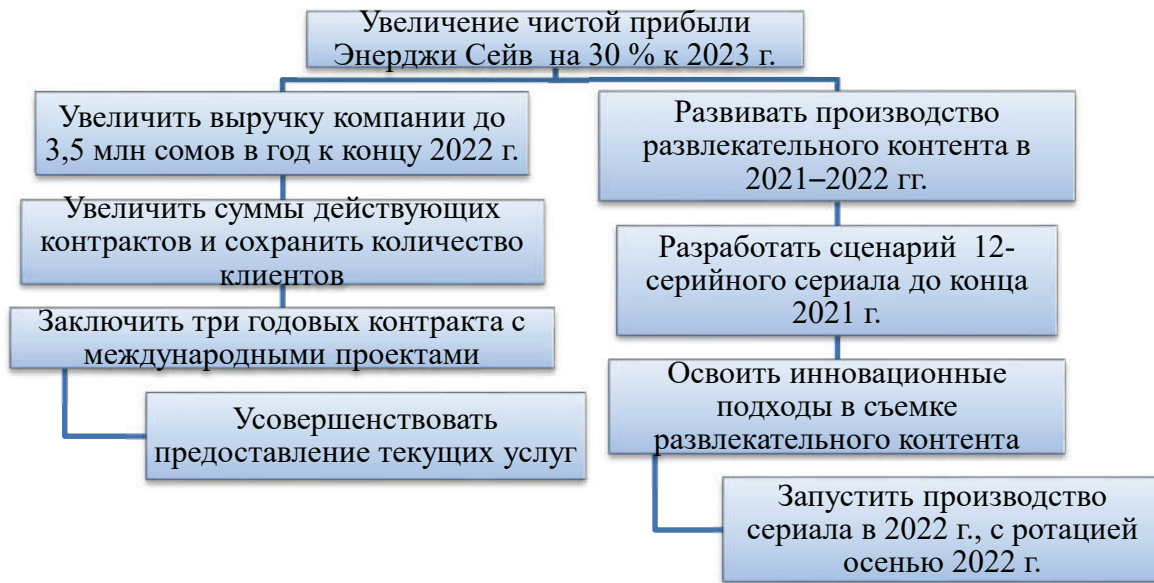 Увеличение чистой прибыли
Энерджи Сейв на 30 % к 2023 г.
Увеличить выручку компании до
3,5 млн сомов в год к концу 2022 г.
Увеличить суммы действующих
контрактов и сохранить количество
клиентов
Заключить три годовых контракта с
международными проектами
Усовершенствовать
предоставление текущих услуг
Развивать производство
развлекательного контента в
2021–2022 гг.
Разработать сценарий 12-
серийного сериала до конца
2021 г.
Освоить инновационные
подходы в съемке
развлекательного контента
Запустить производство
сериала в 2022 г., с ротацией
осенью 2022 г.